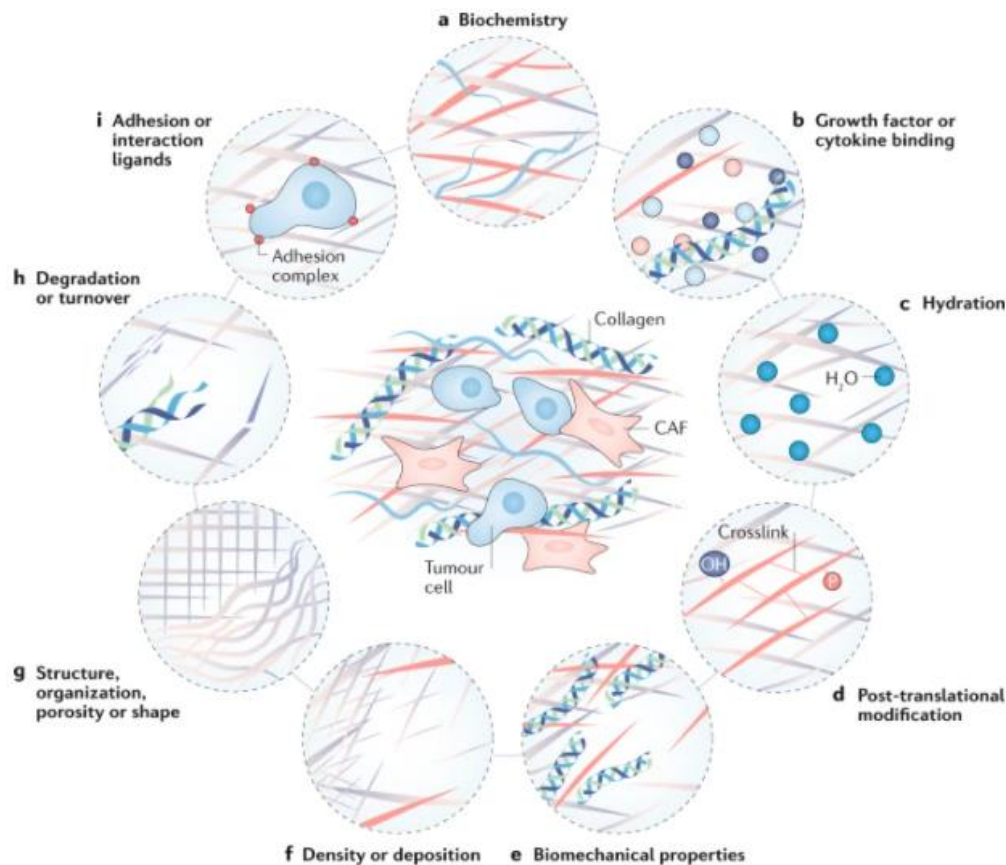 a Biochemistry
i Adhesion or
interaction
ligands
b Growth factor or
cytokine binding
Adhesion
complex
h Degradation
or turnover
c Hydration
Collagen
H₂O
CAF
Crosslink
OH
P
Tumour
cell
g Structure,
organization,
porosity or shape
d Post-translational
modification
f Density or deposition
e Biomechanical properties